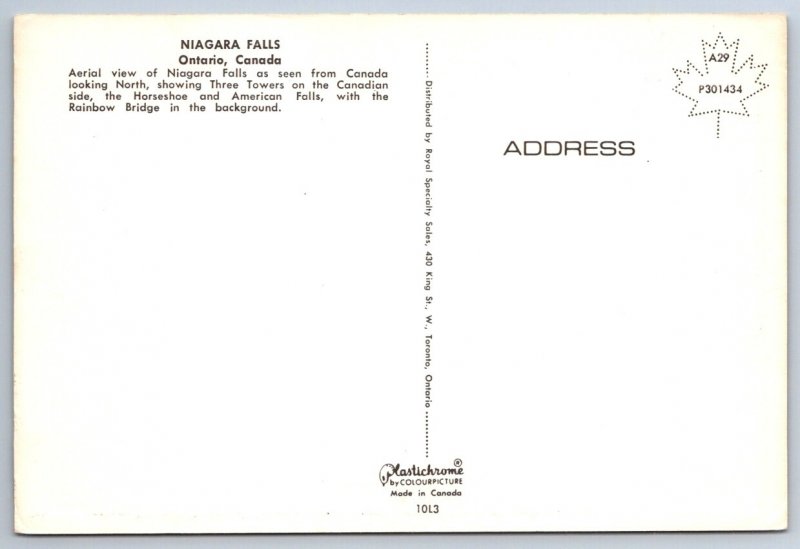 NIAGARA FALLS
Ontario, Canada
Aerial view of Niagara Falls as seen from Canada
looking North, showing Three Towers on the Canadian
side, the Horseshoe and American Falls, with the
Rainbow Bridge in the background.
Distributed by Royal Specialty Sales, 430 King St., W., Toronto, Ontario
Plastichrome®
by COLOURPICTURE
Made in Canada
10L3
A29
P301434
ADDRESS